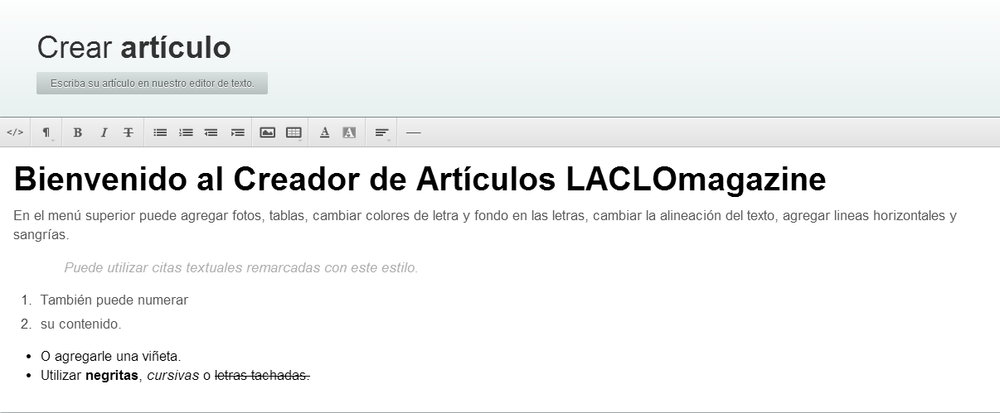 Crear artículo
Escriba su artículo en nuestro editor de texto.
</> ¶ B I T A A
Bienvenido al Creador de Artículos LACLOmagazine
En el menú superior puede agregar fotos, tablas, cambiar colores de letra y fondo en las letras, cambiar la alineación del texto, agregar lineas horizontales y
sangrías.
Puede utilizar citas textuales remarcadas con este estilo.
1. También puede numerar
2. su contenido.
• O agregarle una viñeta.
• Utilizar negritas, cursivas o letras tachadas.